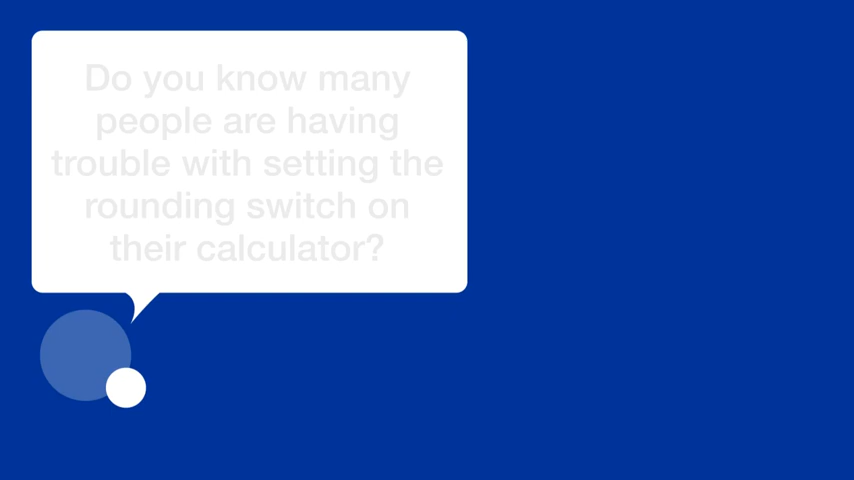 Do you know many
people are having
trouble with setting the
rounding switch on
their calculator?